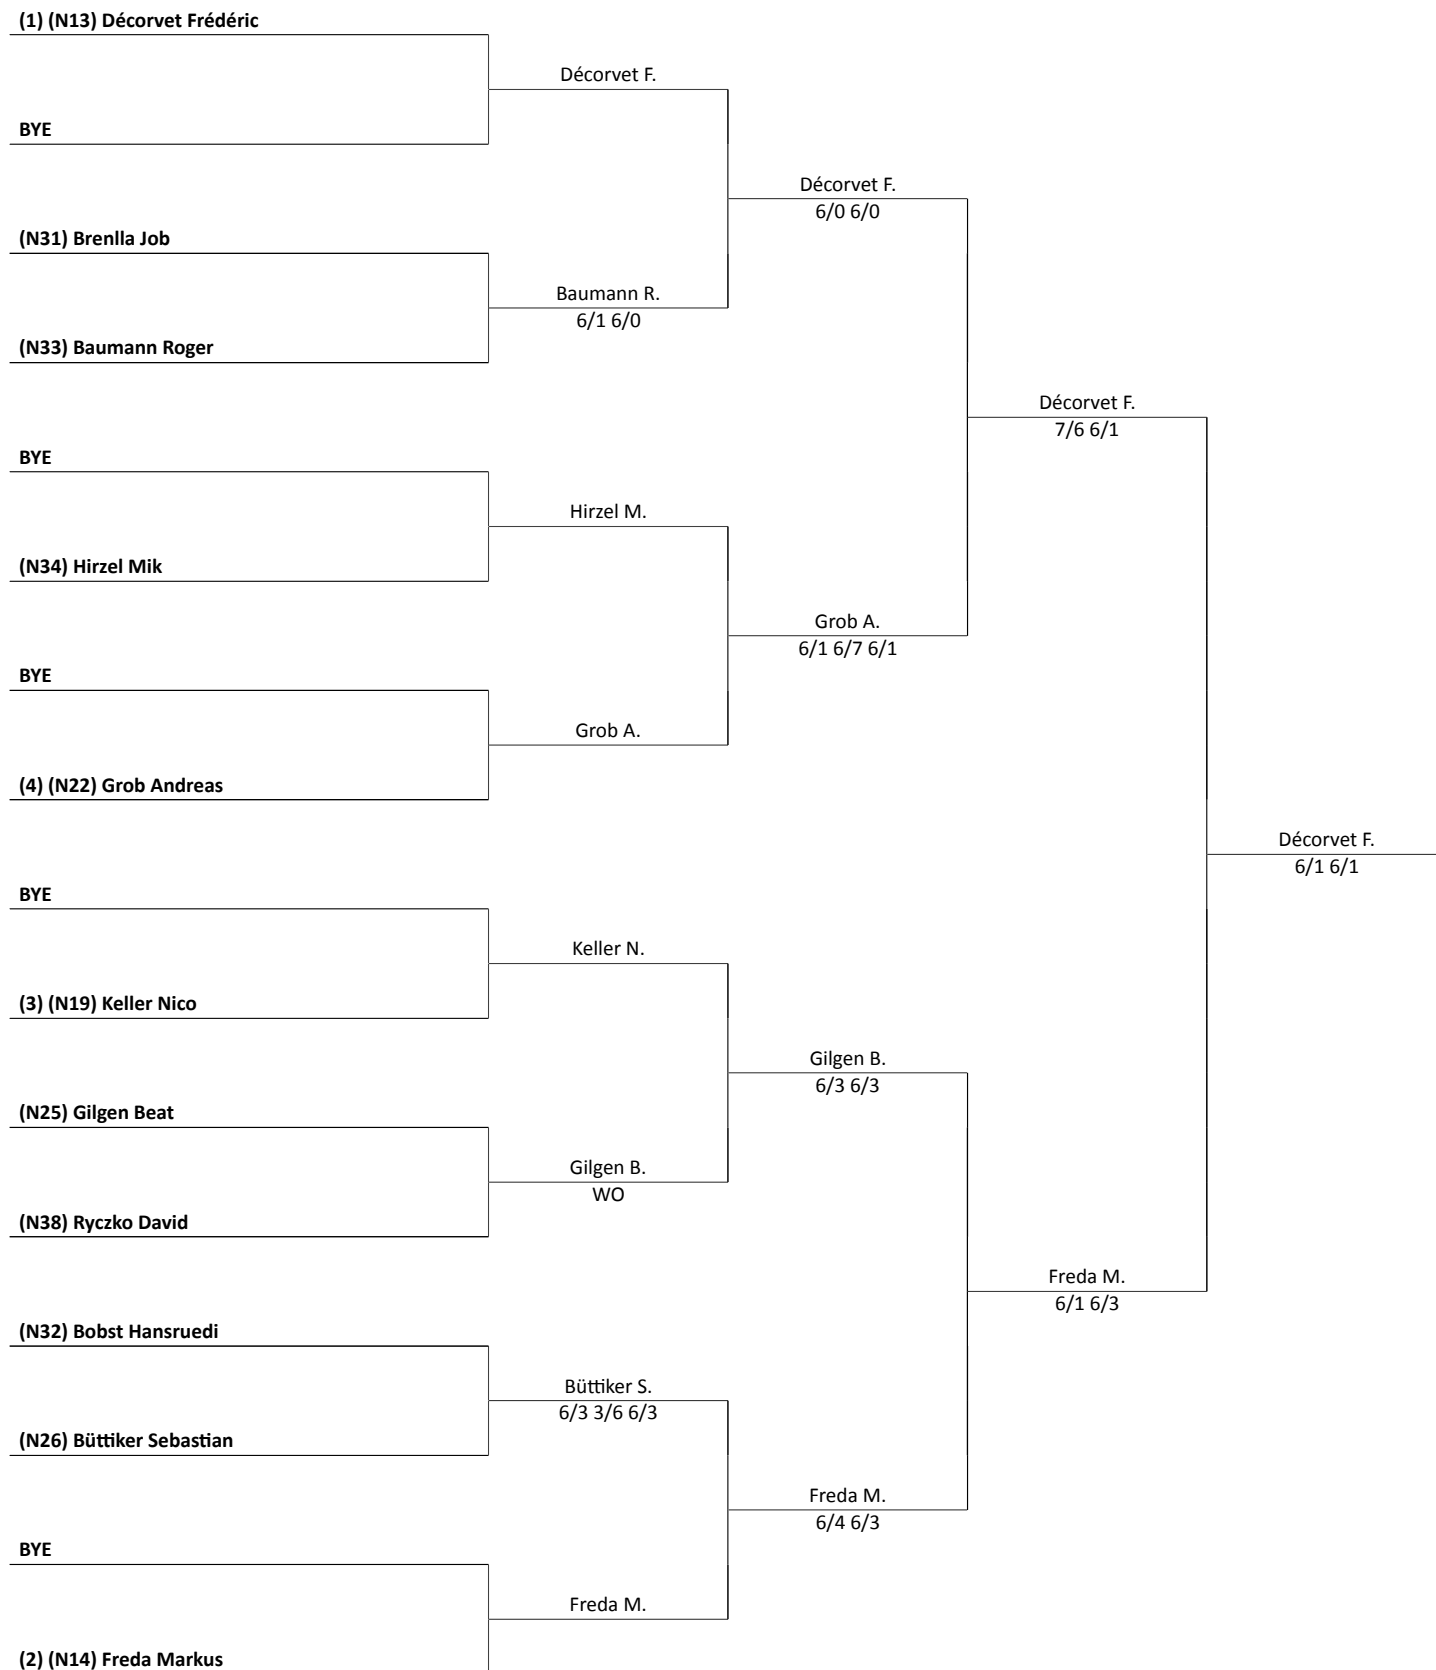 (1) (N13) Décorvet Frédéric
Décorvet F.
BYE
Décorvet F.
6/0 6/0
(N31) Brenlla Job
Baumann R.
6/1 6/0
(N33) Baumann Roger
Décorvet F.
7/6 6/1
BYE
Hirzel M.
(N34) Hirzel Mik
Grob A.
6/1 6/7 6/1
BYE
Grob A.
(4) (N22) Grob Andreas
Décorvet F.
6/1 6/1
BYE
Keller N.
(3) (N19) Keller Nico
Gilgen B.
6/3 6/3
(N25) Gilgen Beat
Gilgen B.
WO
(N38) Ryczko David
Freda M.
6/1 6/3
(N32) Bobst Hansruedi
Büttiker S.
6/3 3/6 6/3
(N26) Büttiker Sebastian
Freda M.
6/4 6/3
BYE
Freda M.
(2) (N14) Freda Markus